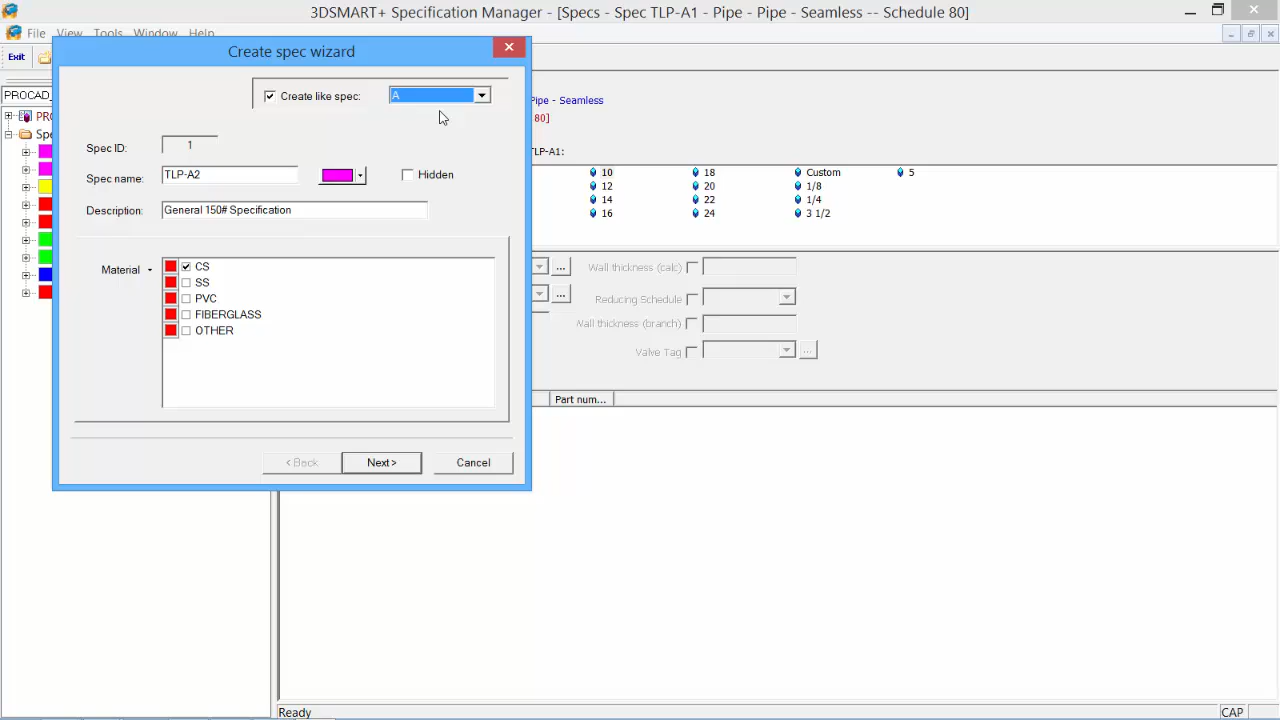 3DSMART+ Specification Manager - [Specs - Spec TLP-A1 - Pipe - Pipe - Seamless -- Schedule 80]
File View Tools Window Help
Create spec wizard
Exit
PROCAD_
Create like spec: A
Pipe - Seamless
80]
PR
Spe
Spec ID: 1
TLP-A1:
Spec name: TLP-A2 Hidden
10 18 Custom 5
12 20 1/8
14 22 1/4
16 24 3 1/2
Description: General 150# Specification
Material CS
SS
PVC
FIBERGLASS
OTHER
... Wall thickness (calc)
... Reducing Schedule
Wall thickness (branch)
Valve Tag ...
Part num...
< Back Next> Cancel
Ready CAP